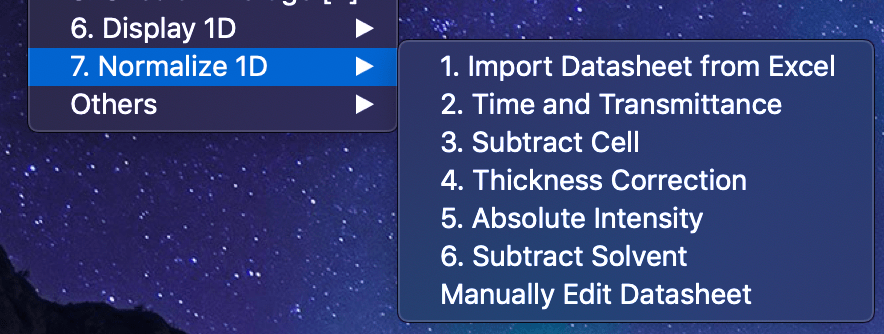 6. Display 1D
7. Normalize 1D
Others
1. Import Datasheet from Excel
2. Time and Transmittance
3. Subtract Cell
4. Thickness Correction
5. Absolute Intensity
6. Subtract Solvent
Manually Edit Datasheet